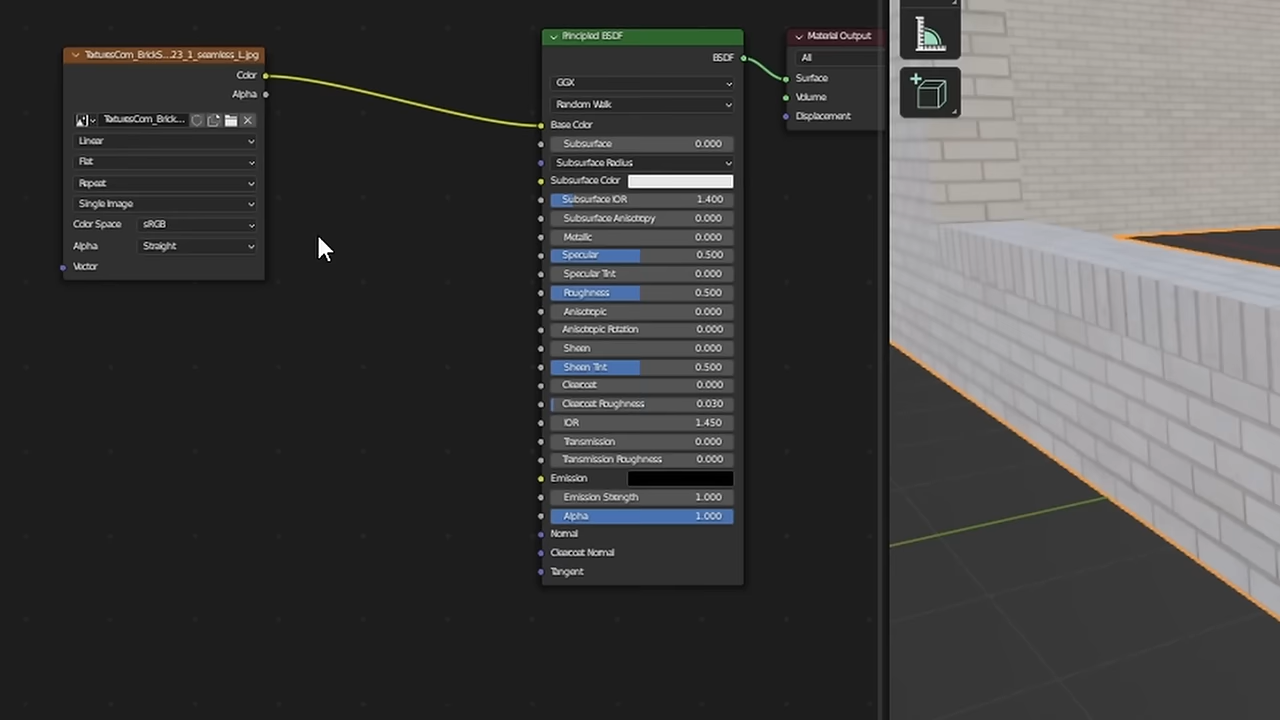 TexturesCom_BrickS...23_1_seamless_L.jpg
Color
Alpha
TexturesCom_Brick...
Linear
Flat
Repeat
Single Image
Color Space sRGB
Alpha Straight
Vector
Principled BSDF
BSDF
GGX
Random Walk
Base Color
Subsurface 0.000
Subsurface Radius
Subsurface Color
Subsurface IOR 1.400
Subsurface Anisotropy 0.000
Metallic 0.000
Specular 0.500
Specular Tint 0.000
Roughness 0.500
Anisotropic 0.000
Anisotropic Rotation 0.000
Sheen 0.000
Sheen Tint 0.500
Clearcoat 0.000
Clearcoat Roughness 0.030
IOR 1.450
Transmission 0.000
Transmission Roughness 0.000
Emission
Emission Strength 1.000
Alpha 1.000
Normal
Clearcoat Normal
Tangent
Material Output
All
Surface
Volume
Displacement